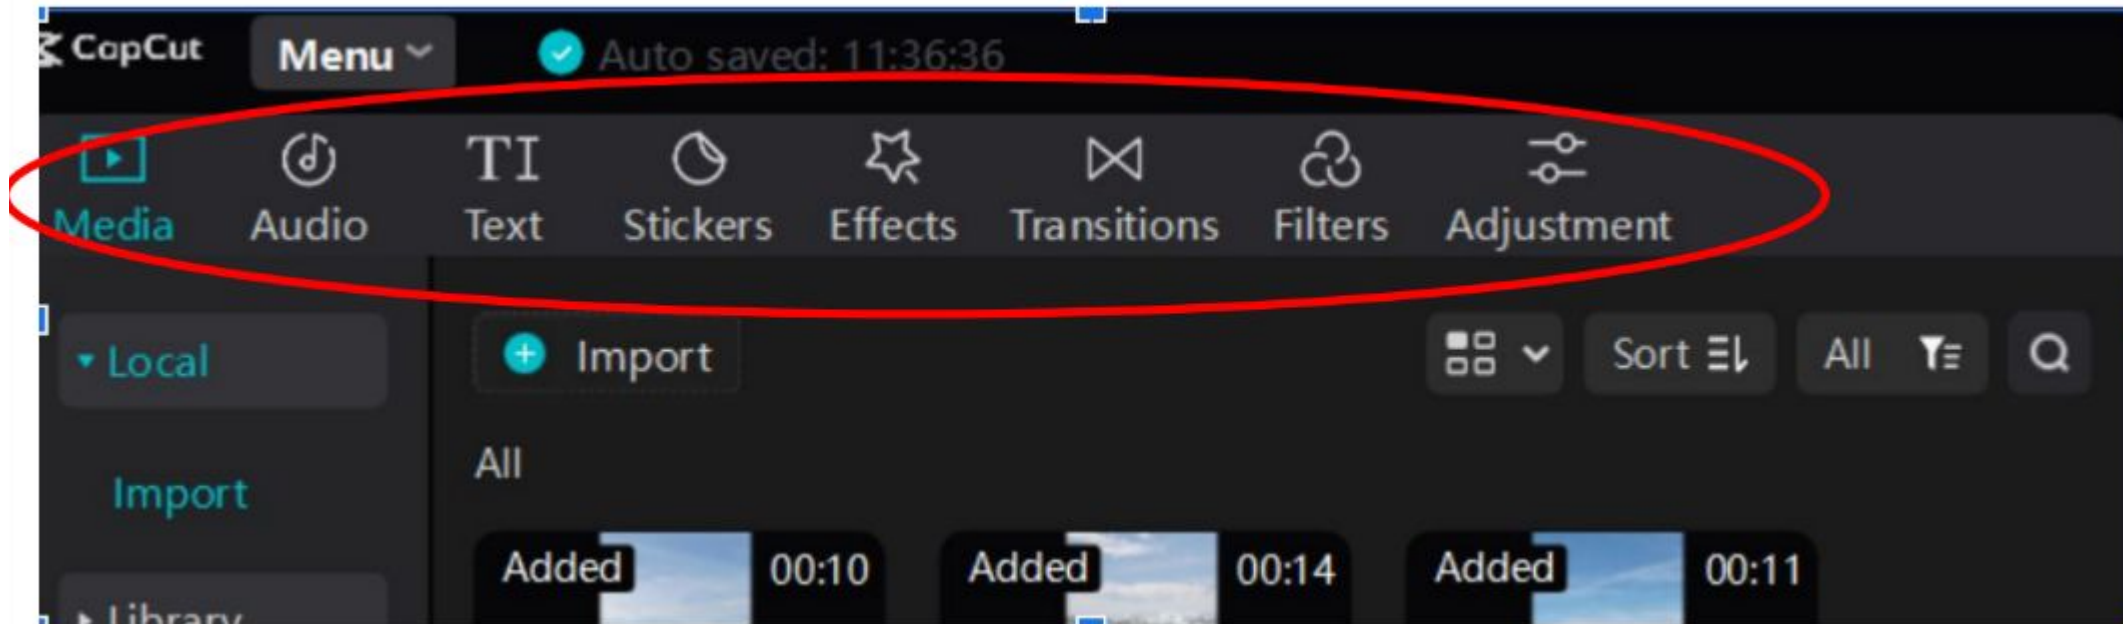 CapCut Menu Auto saved: 11:36:36
TI
Media Audio Text Stickers Effects Transitions Filters Adjustment
Local Import Sort All
Import
All
Added 00:10 Added 00:14 Added 00:11
Library